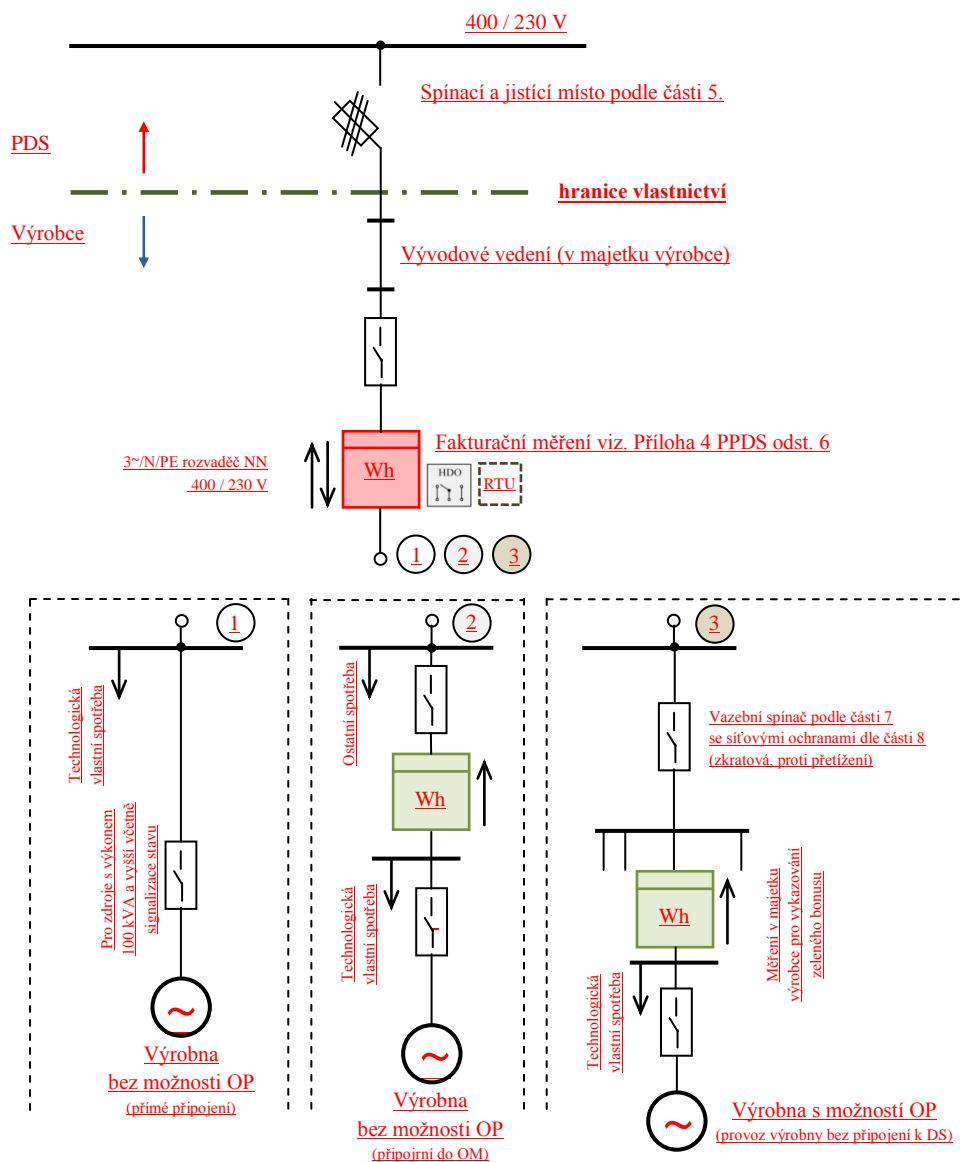 400 / 230 V
Spínací a jistící místo podle části 5.
PDS
hranice vlastnictví
Výrobce
Vývodové vedení (v majetku výrobce)
Fakturační měření viz. Příloha 4 PPDS odst. 6
3~/N/PE rozvaděč NN
400 / 230 V
Wh
HDO
RTU
1
2
3
1
Technologická
vlastní spotřeba
Pro zdroje s výkonem
100 kVA a vyšší včetně
signalizace stavu
~
Výrobna
bez možnosti OP
(přímé připojení)
2
Ostatní spotřeba
Wh
Technologická
vlastní spotřeba
~
Výrobna
bez možnosti OP
(připojrní do OM)
3
Vazební spínač podle části 7
se síťovými ochranami dle části 8
(zkratová, proti přetížení)
Wh
Měření v majetku
výrobce pro vykazování
zeleného bonusu
Technologická
vlastní spotřeba
~
Výrobna s možností OP
(provoz výrobny bez připojení k DS)